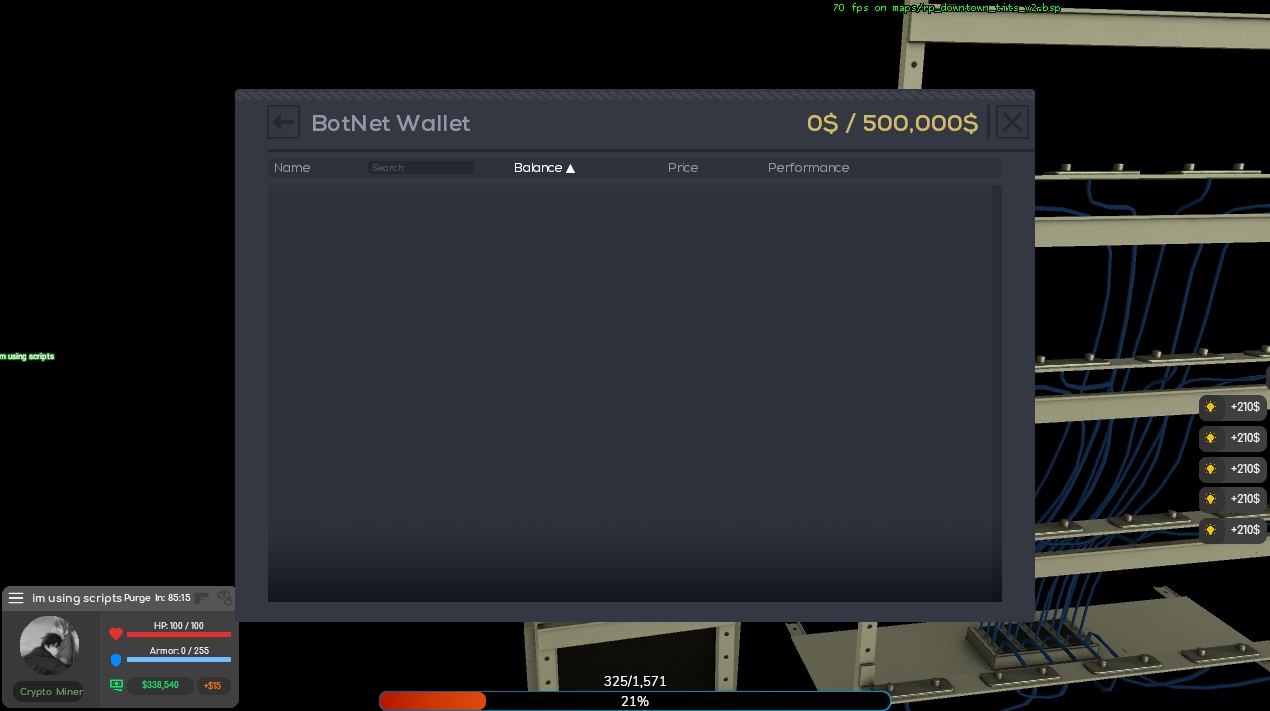 70 fps on maps/rp_downtown_tits_v2.bsp
BotNet Wallet
0$ / 500,000$
Name Search Balance ▲ Price Performance
im using scripts
+210$
+210$
+210$
+210$
+210$
im using scripts Purge In: 85:15
HP: 100 / 100
Armor: 0 / 255
Crypto Miner
$338,540 +$15
325/1,571
21%